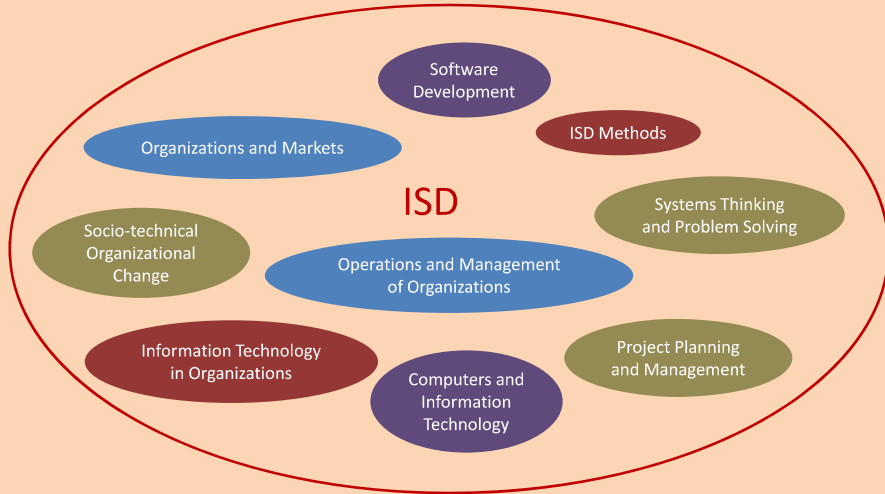 Software
Development
ISD Methods
Organizations and Markets
ISD
Systems Thinking
and Problem Solving
Socio-technical
Organizational
Change
Operations and Management
of Organizations
Information Technology
in Organizations
Project Planning
and Management
Computers and
Information
Technology